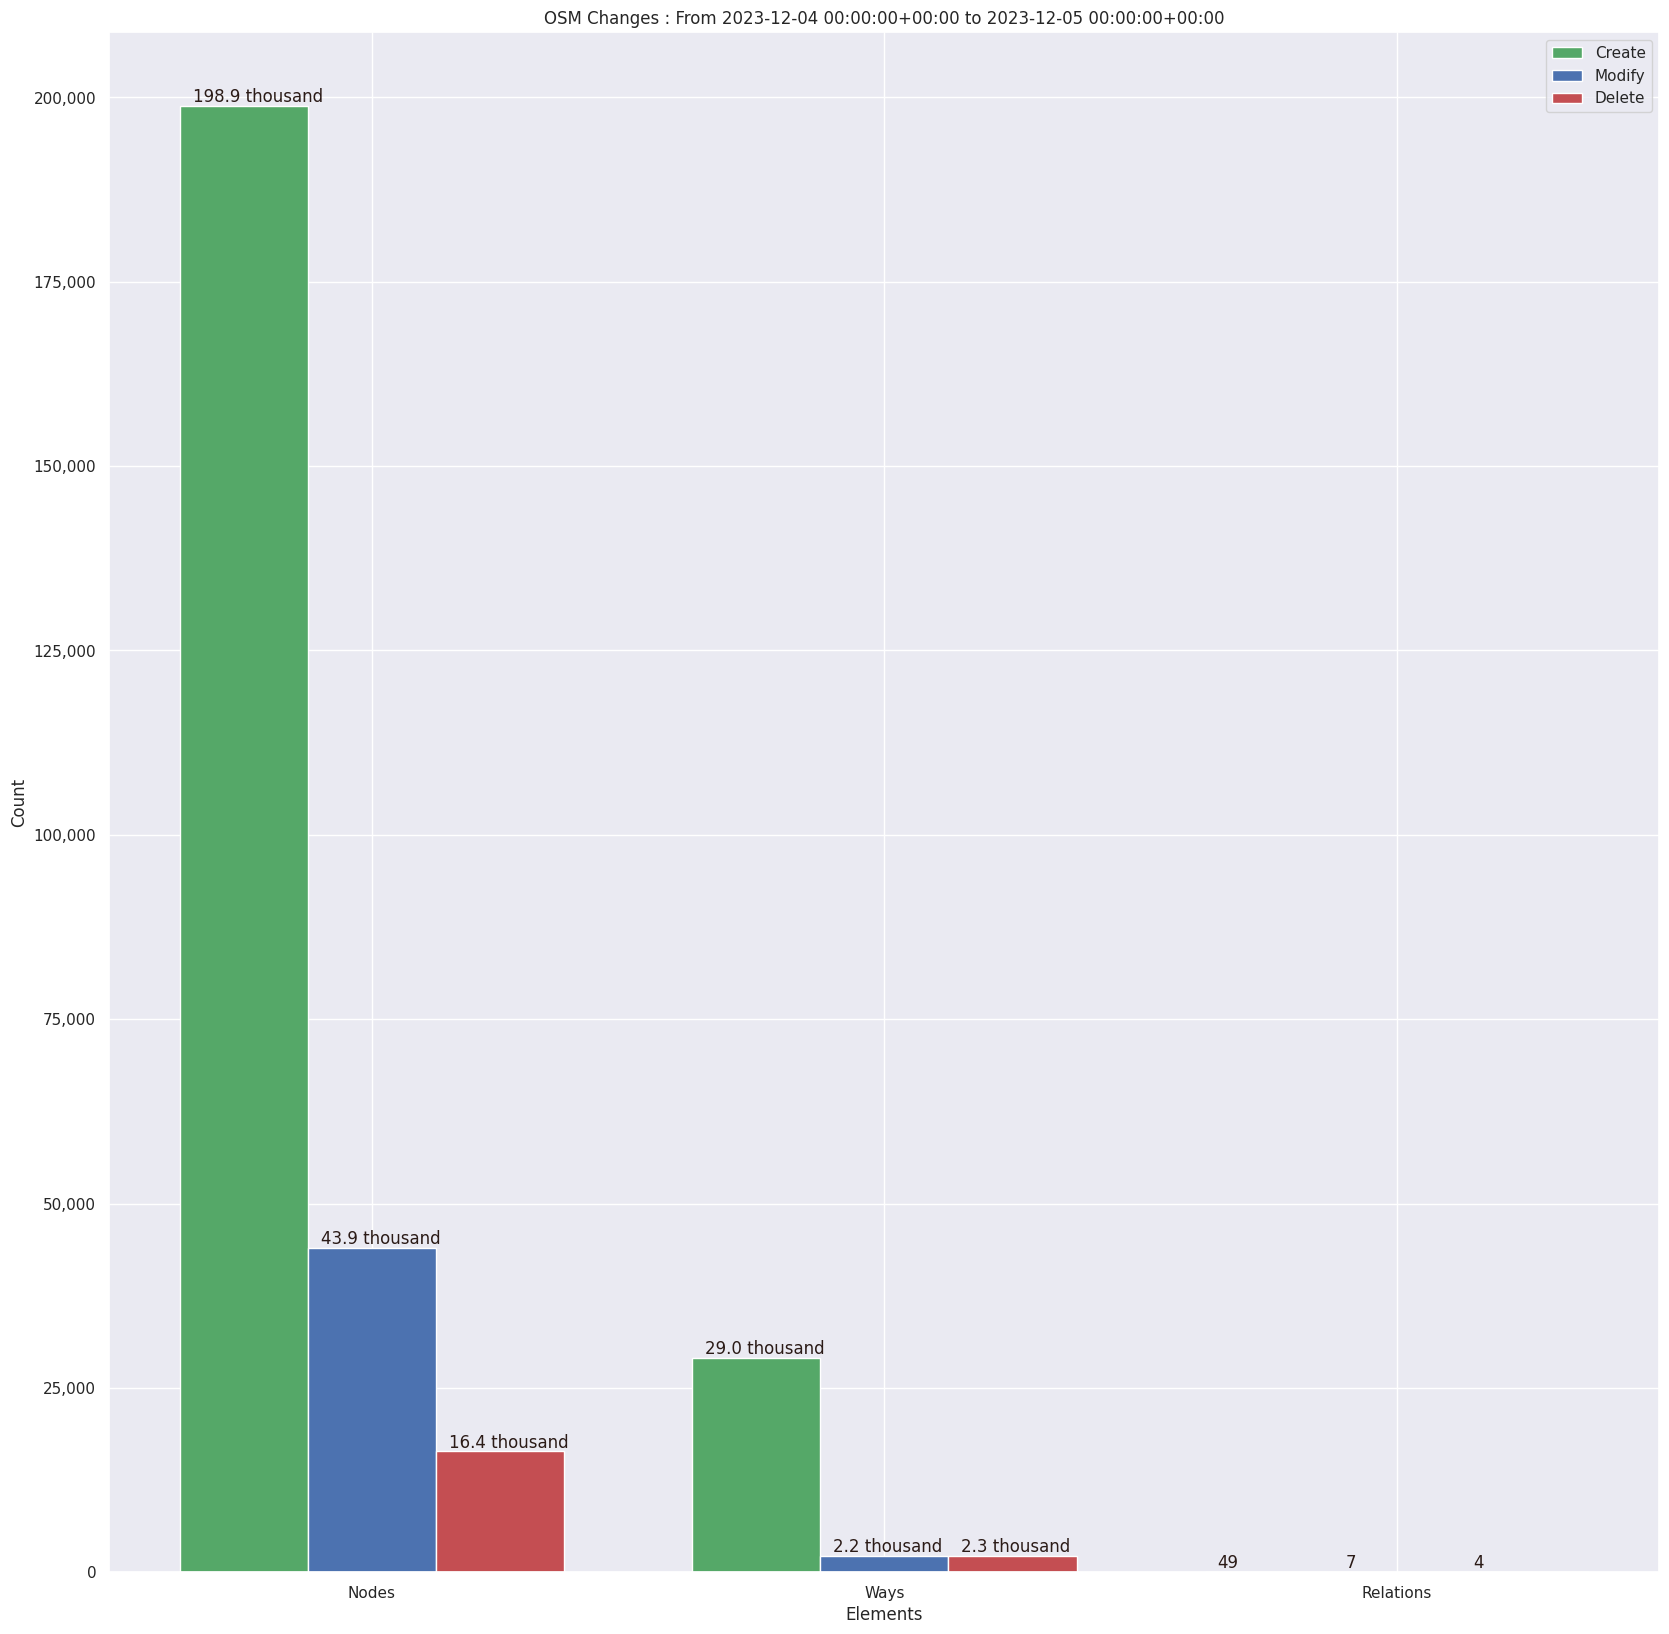 OSM Changes : From 2023-12-04 00:00:00+00:00 to 2023-12-05 00:00:00+00:00
Create
Modify
Delete
200,000
175,000
150,000
125,000
100,000
75,000
50,000
25,000
0
Count
198.9 thousand
43.9 thousand
16.4 thousand
29.0 thousand
2.2 thousand
2.3 thousand
49
7
4
Nodes
Ways
Relations
Elements